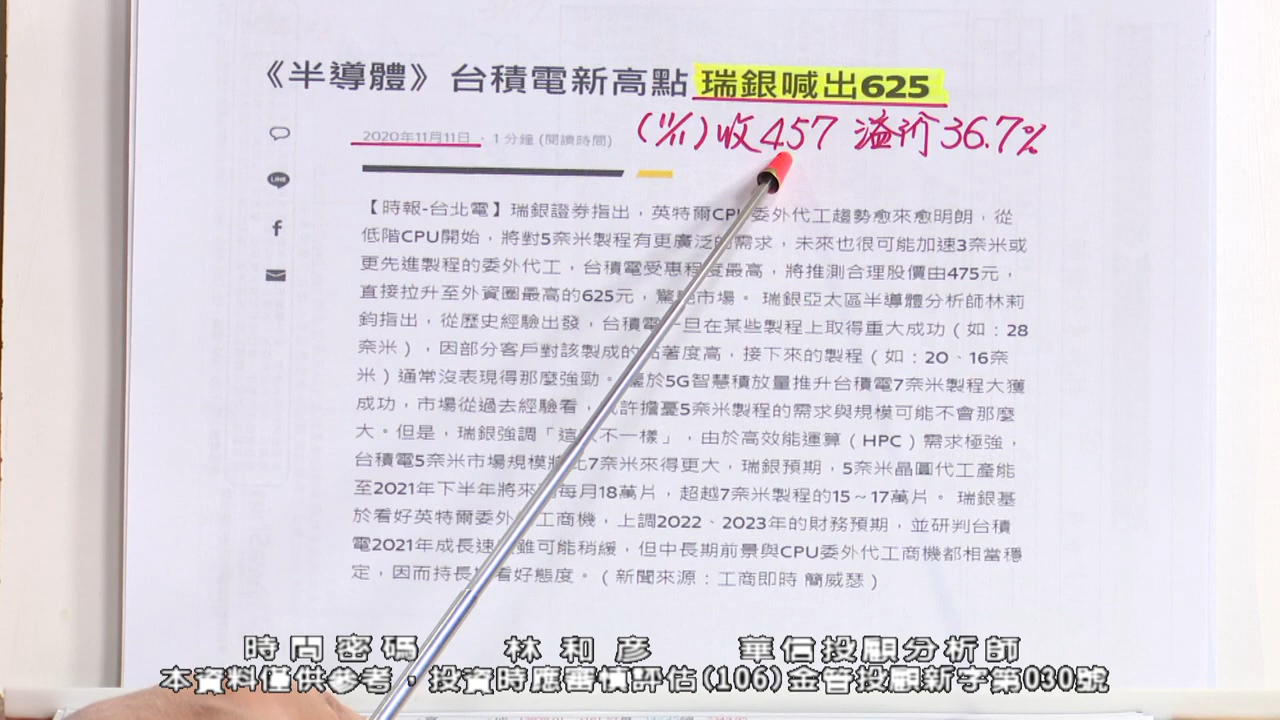 《半導體》台積電新高點 瑞銀喊出625
2020年11月11日 · 1 分鐘 (閱讀時間)
(11/11)收457 溢价36.7%
LINE
f
【時報-台北電】瑞銀證券指出，英特爾CPU委外代工趨勢愈來愈明朗，從
低階CPU開始，將對5奈米製程有更廣泛的需求，未來也很可能加速3奈米或
更先進製程的委外代工，台積電受惠程度最高，將推測合理股價由475元，
直接拉升至外資圈最高的625元，驚艷市場。 瑞銀亞太區半導體分析師林莉
鈞指出，從歷史經驗出發，台積電一旦在某些製程上取得重大成功（如：28
奈米），因部分客戶對該製成的黏著度高，接下來的製程（如：20、16奈
米）通常沒表現得那麼強勁。 於5G智慧積放量推升台積電7奈米製程大獲
成功，市場從過去經驗看，或許擔憂5奈米製程的需求與規模可能不會那麼
大。但是，瑞銀強調「這次不一樣」，由於高效能運算（HPC）需求極強，
台積電5奈米市場規模將比7奈米來得更大，瑞銀預期，5奈米晶圓代工產能
至2021年下半年將來到每月18萬片，超越7奈米製程的15～17萬片。 瑞銀基
於看好英特爾委外代工商機，上調2022、2023年的財務預期，並研判台積
電2021年成長速度雖可能稍緩，但中長期前景與CPU委外代工商機都相當穩
定，因而持長期看好態度。（新聞來源：工商即時 簡威瑟）
時間密碼 林和彥 華信投顧分析師
本資料僅供參考，投資時應審慎評估(106)金管投顧新字第030號